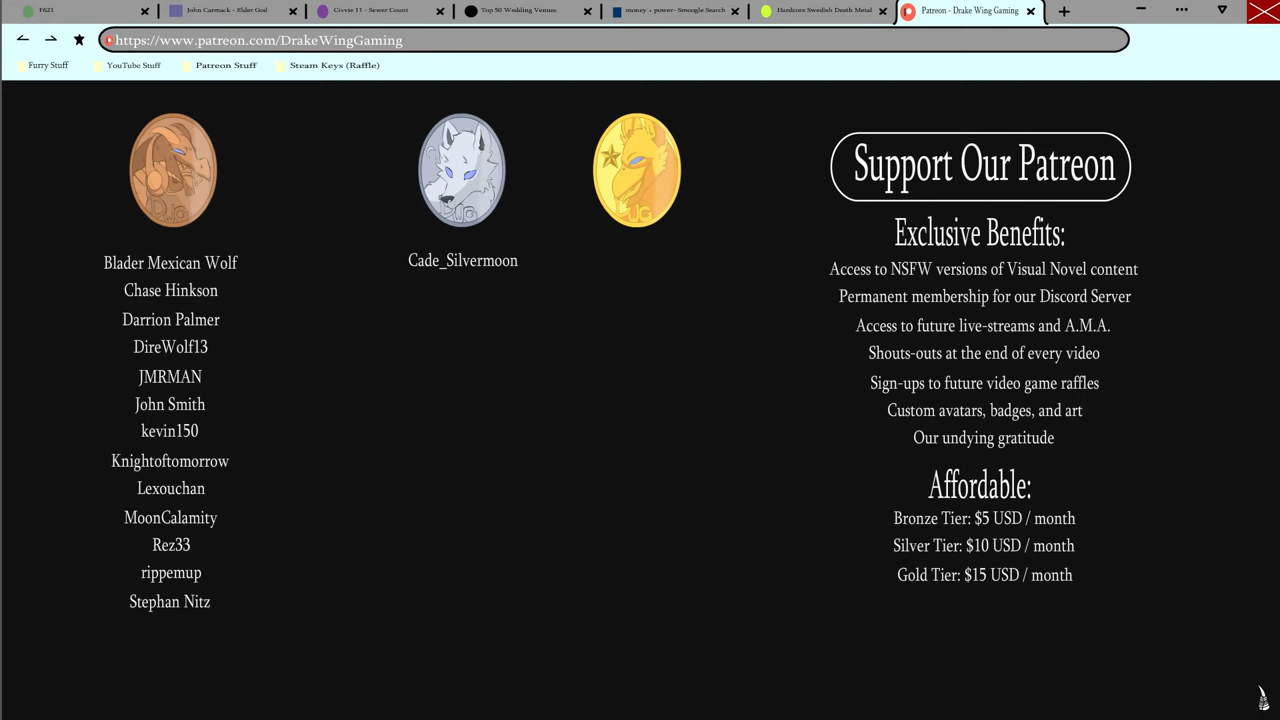 F621
John Carmack - Elder God
Civvie 11 - Sewer Count
Top 50 Wedding Venues
money + power- Smoogle Search
Hardcore Swedish Death Metal
Patreon - Drake Wing Gaming
https://www.patreon.com/DrakeWingGaming
Furry Stuff
YouTube Stuff
Patreon Stuff
Steam Keys (Raffle)
DWG
DWG
DWG
Blader Mexican Wolf
Chase Hinkson
Darrion Palmer
DireWolf13
JMRMAN
John Smith
kevin150
Knightoftomorrow
Lexouchan
MoonCalamity
Rez33
rippemup
Stephan Nitz
Cade_Silvermoon
Support Our Patreon
Exclusive Benefits:
Access to NSFW versions of Visual Novel content
Permanent membership for our Discord Server
Access to future live-streams and A.M.A.
Shouts-outs at the end of every video
Sign-ups to future video game raffles
Custom avatars, badges, and art
Our undying gratitude
Affordable:
Bronze Tier: $5 USD / month
Silver Tier: $10 USD / month
Gold Tier: $15 USD / month